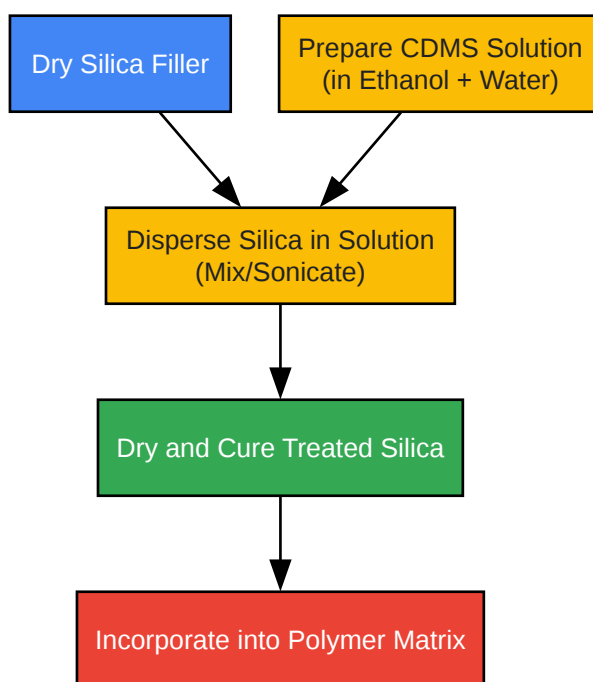 Dry Silica Filler
Prepare CDMS Solution
(in Ethanol + Water)
Disperse Silica in Solution
(Mix/Sonicate)
Dry and Cure Treated Silica
Incorporate into Polymer Matrix